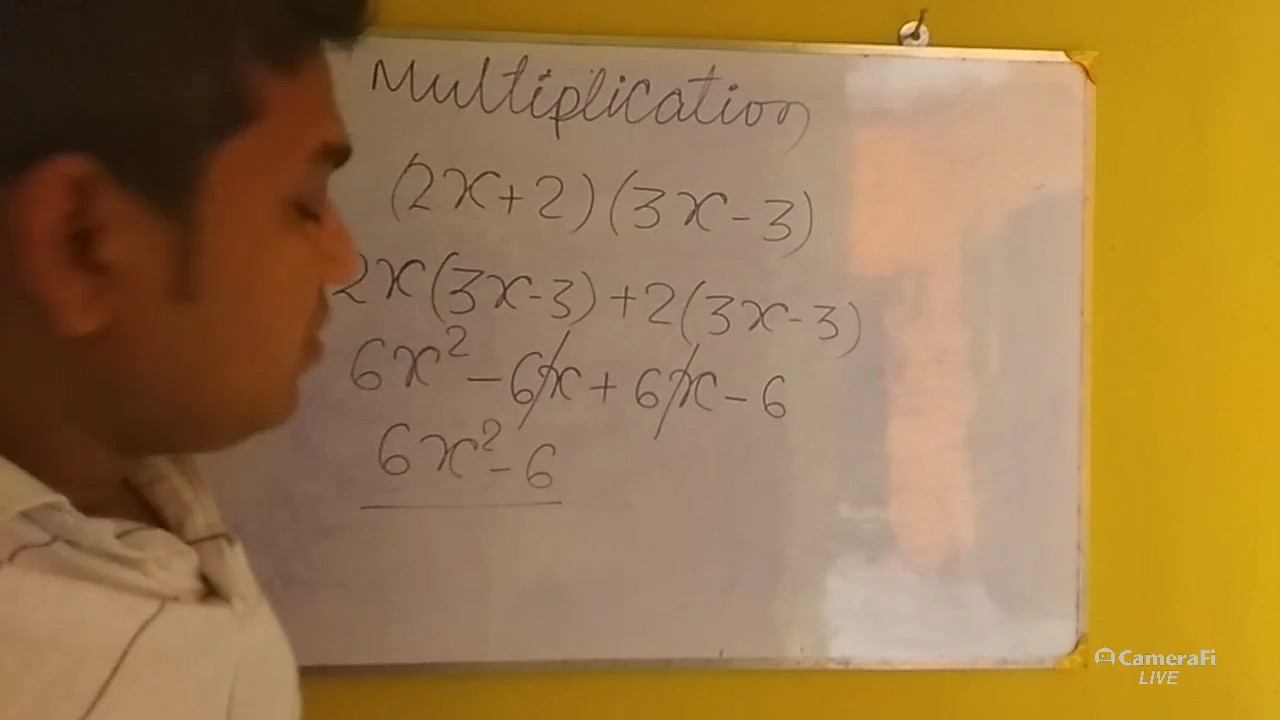 Multiplication
(2x+2)(3x-3)
2x(3x-3)+2(3x-3)
6x²-6x+6x-6
6x²-6
CameraFi
LIVE